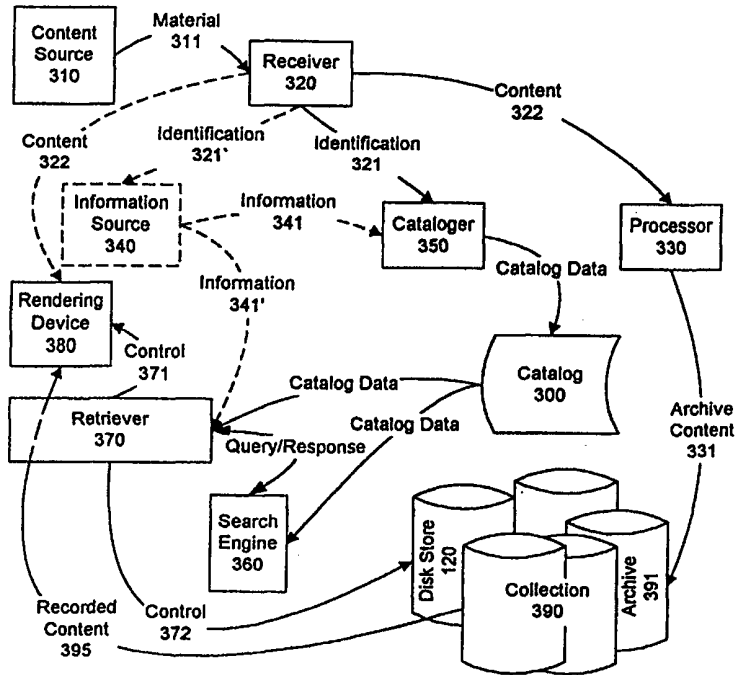 Content
Source
310
Material
311
Receiver
320
Content
322
Content
322
Identification
321'
Identification
321
Information
Source
340
Information
341
Cataloger
350
Processor
330
Catalog Data
Information
341'
Rendering
Device
380
Control
371
Catalog
300
Catalog Data
Catalog Data
Archive
Content
331
Retriever
370
Query/Response
Search
Engine
360
Disk Store
120
Collection
390
Archive
391
Recorded
Content
395
Control
372